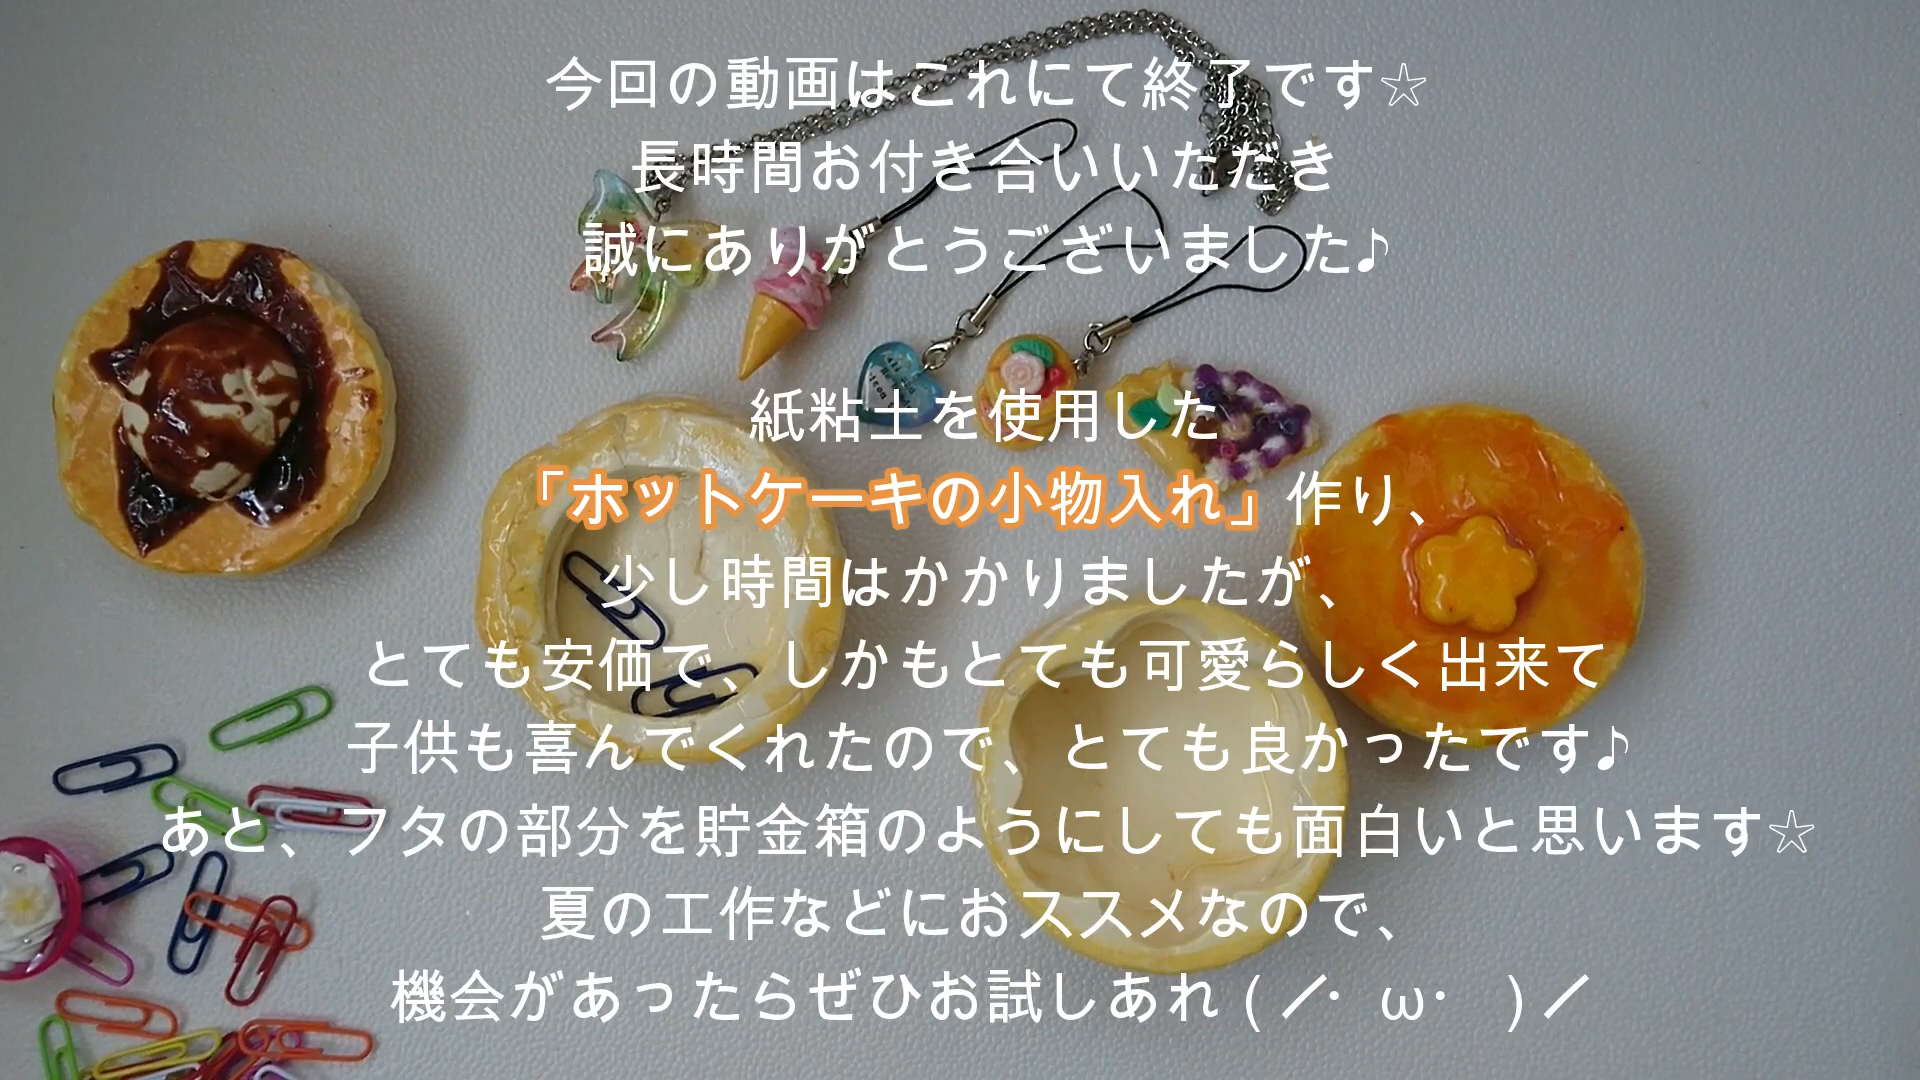 今回の動画はこれにて終了です☆
長時間お付き合いいたたき
誠にありがとうございました♪
紙粘土を使用した
「ホットケーキの小物入れ」作り、
少し時間はかかりましたが、
とても安価で、しかもとても可愛らしく出来て
子供も喜んでくれたので、とても良かったです♪
あと、フタの部分を貯金箱のようにしても面白いと思います☆
夏の工作などにおススメなので、
機会があったらぜひお試しあれ ( ／･ ω･ )／